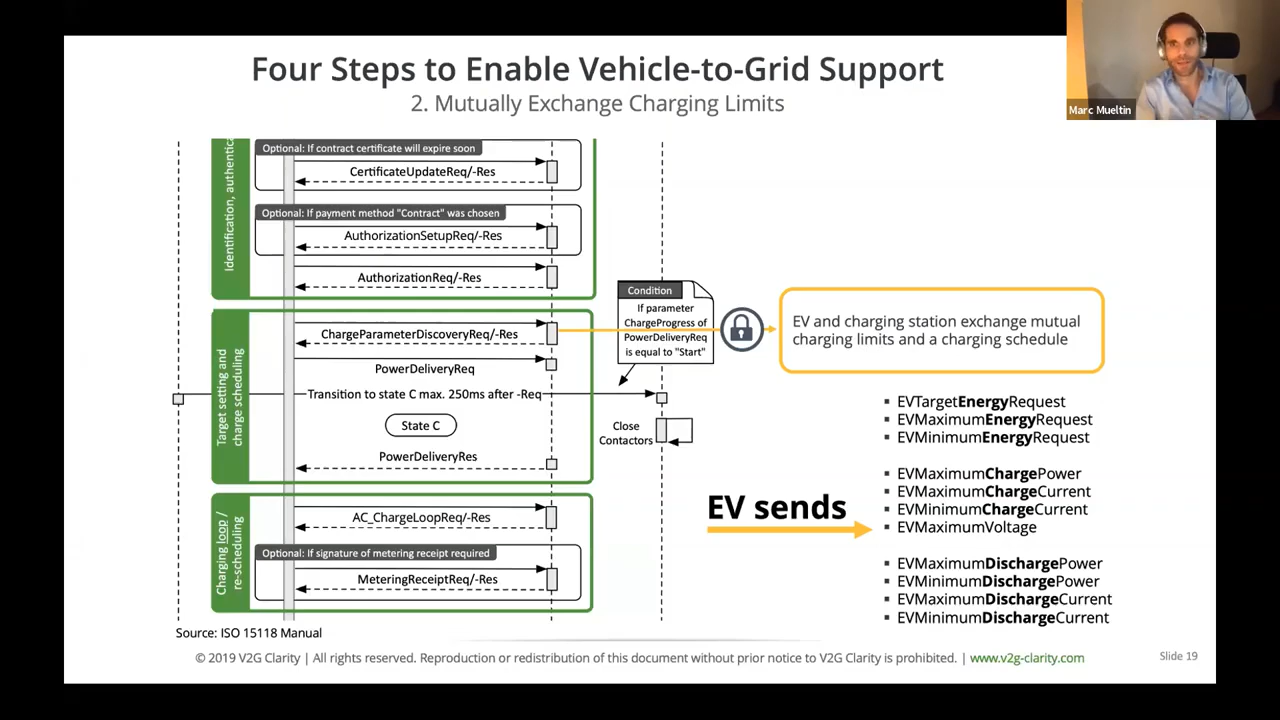 Four Steps to Enable Vehicle-to-Grid Support
2. Mutually Exchange Charging Limits
Marc Mueltin
Identification, authentica
Optional: If contract certificate will expire soon
CertificateUpdateReq/-Res
Optional: If payment method "Contract" was chosen
AuthorizationSetupReq/-Res
AuthorizationReq/-Res
Target setting and
charge scheduling
ChargeParameterDiscoveryReq/-Res
PowerDeliveryReq
Transition to state C max. 250ms after -Req
State C
PowerDeliveryRes
Condition
If parameter
ChargeProgress of
PowerDeliveryReq
is equal to "Start"
Close
Contactors
EV and charging station exchange mutual
charging limits and a charging schedule
Charging loop /
re-scheduling
AC_ChargeLoopReq/-Res
Optional: If signature of metering receipt required
MeteringReceiptReq/-Res
EV sends
▪ EVTargetEnergyRequest
▪ EVMaximumEnergyRequest
▪ EVMinimumEnergyRequest
▪ EVMaximumChargePower
▪ EVMaximumChargeCurrent
▪ EVMinimumChargeCurrent
▪ EVMaximumVoltage
▪ EVMaximumDischargePower
▪ EVMinimumDischargePower
▪ EVMaximumDischargeCurrent
▪ EVMinimumDischargeCurrent
Source: ISO 15118 Manual
© 2019 V2G Clarity | All rights reserved. Reproduction or redistribution of this document without prior notice to V2G Clarity is prohibited. | www.v2g-clarity.com
Slide 19